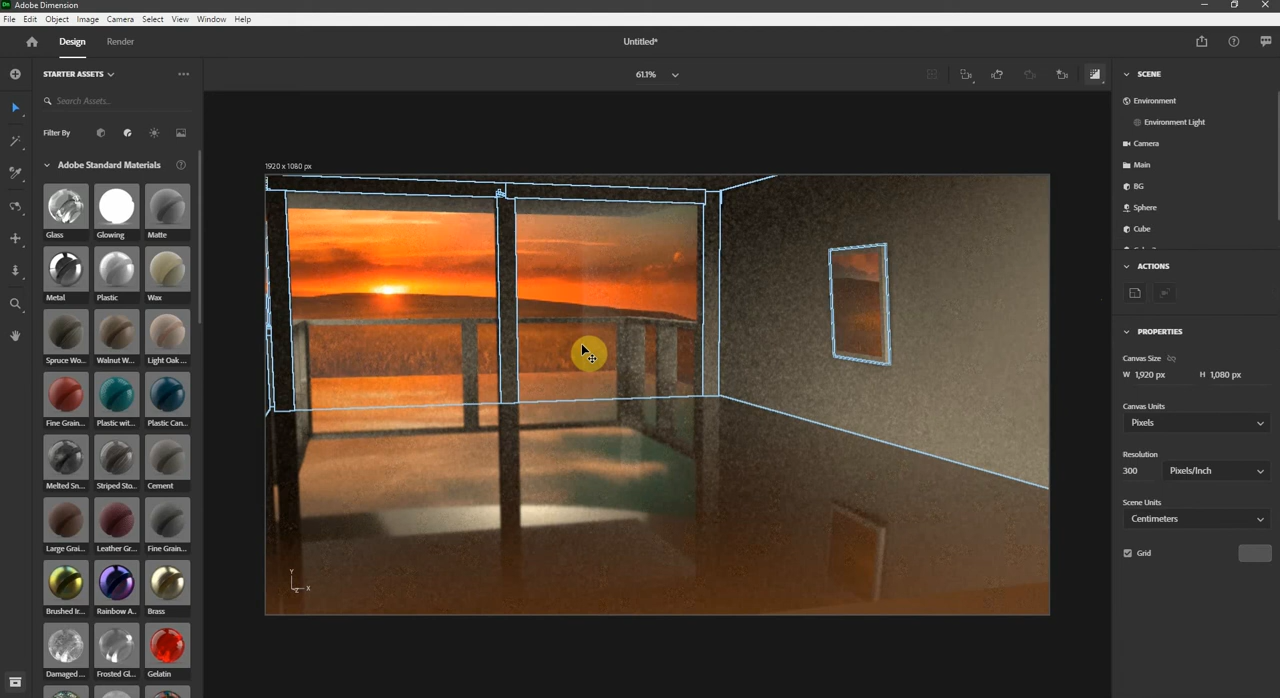 Dn Adobe Dimension
File Edit Object Image Camera Select View Window Help
Design Render Untitled*
STARTER ASSETS
61.1%
SCENE
Search Assets...
Environment
Environment Light
Filter By
Camera
Adobe Standard Materials
Main
1920 x 1080 px
BG
Sphere
Cube
Glass Glowing Matte
ACTIONS
Metal Plastic Wax
PROPERTIES
Canvas Size
Spruce Wo... Walnut W... Light Oak ...
W 1,920 px H 1,080 px
Canvas Units
Pixels
Fine Grain... Plastic wit... Plastic Can...
Resolution
300 Pixels/Inch
Melted Sn... Striped Sto... Cement
Scene Units
Centimeters
Large Grai... Leather Gr... Fine Grain...
Grid
Y
Z X
Brushed Ir... Rainbow A... Brass
Damaged ... Frosted Gl... Gelatin